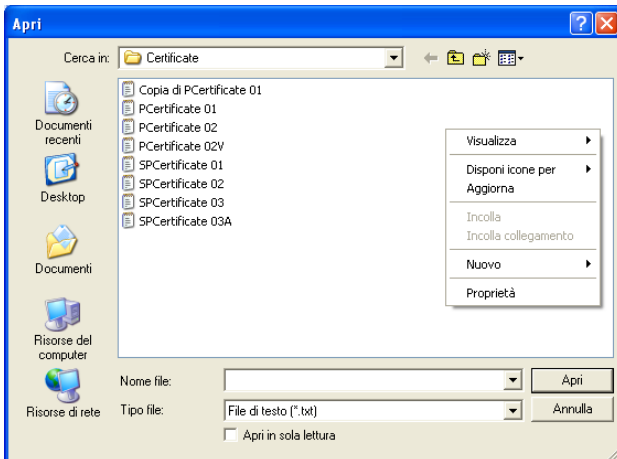 Apri
Cerca in:
Certificate
Documenti
recenti
Desktop
Documenti
Risorse del
computer
Risorse di rete
Copia di PCertificate 01
PCertificate 01
PCertificate 02
PCertificate 02V
SPCertificate 01
SPCertificate 02
SPCertificate 03
SPCertificate 03A
Visualizza
Disponi icone per
Aggiorna
Incolla
Incolla collegamento
Nuovo
Proprietà
Nome file:
Apri
Tipo file:
File di testo (*.txt)
Annulla
Apri in sola lettura